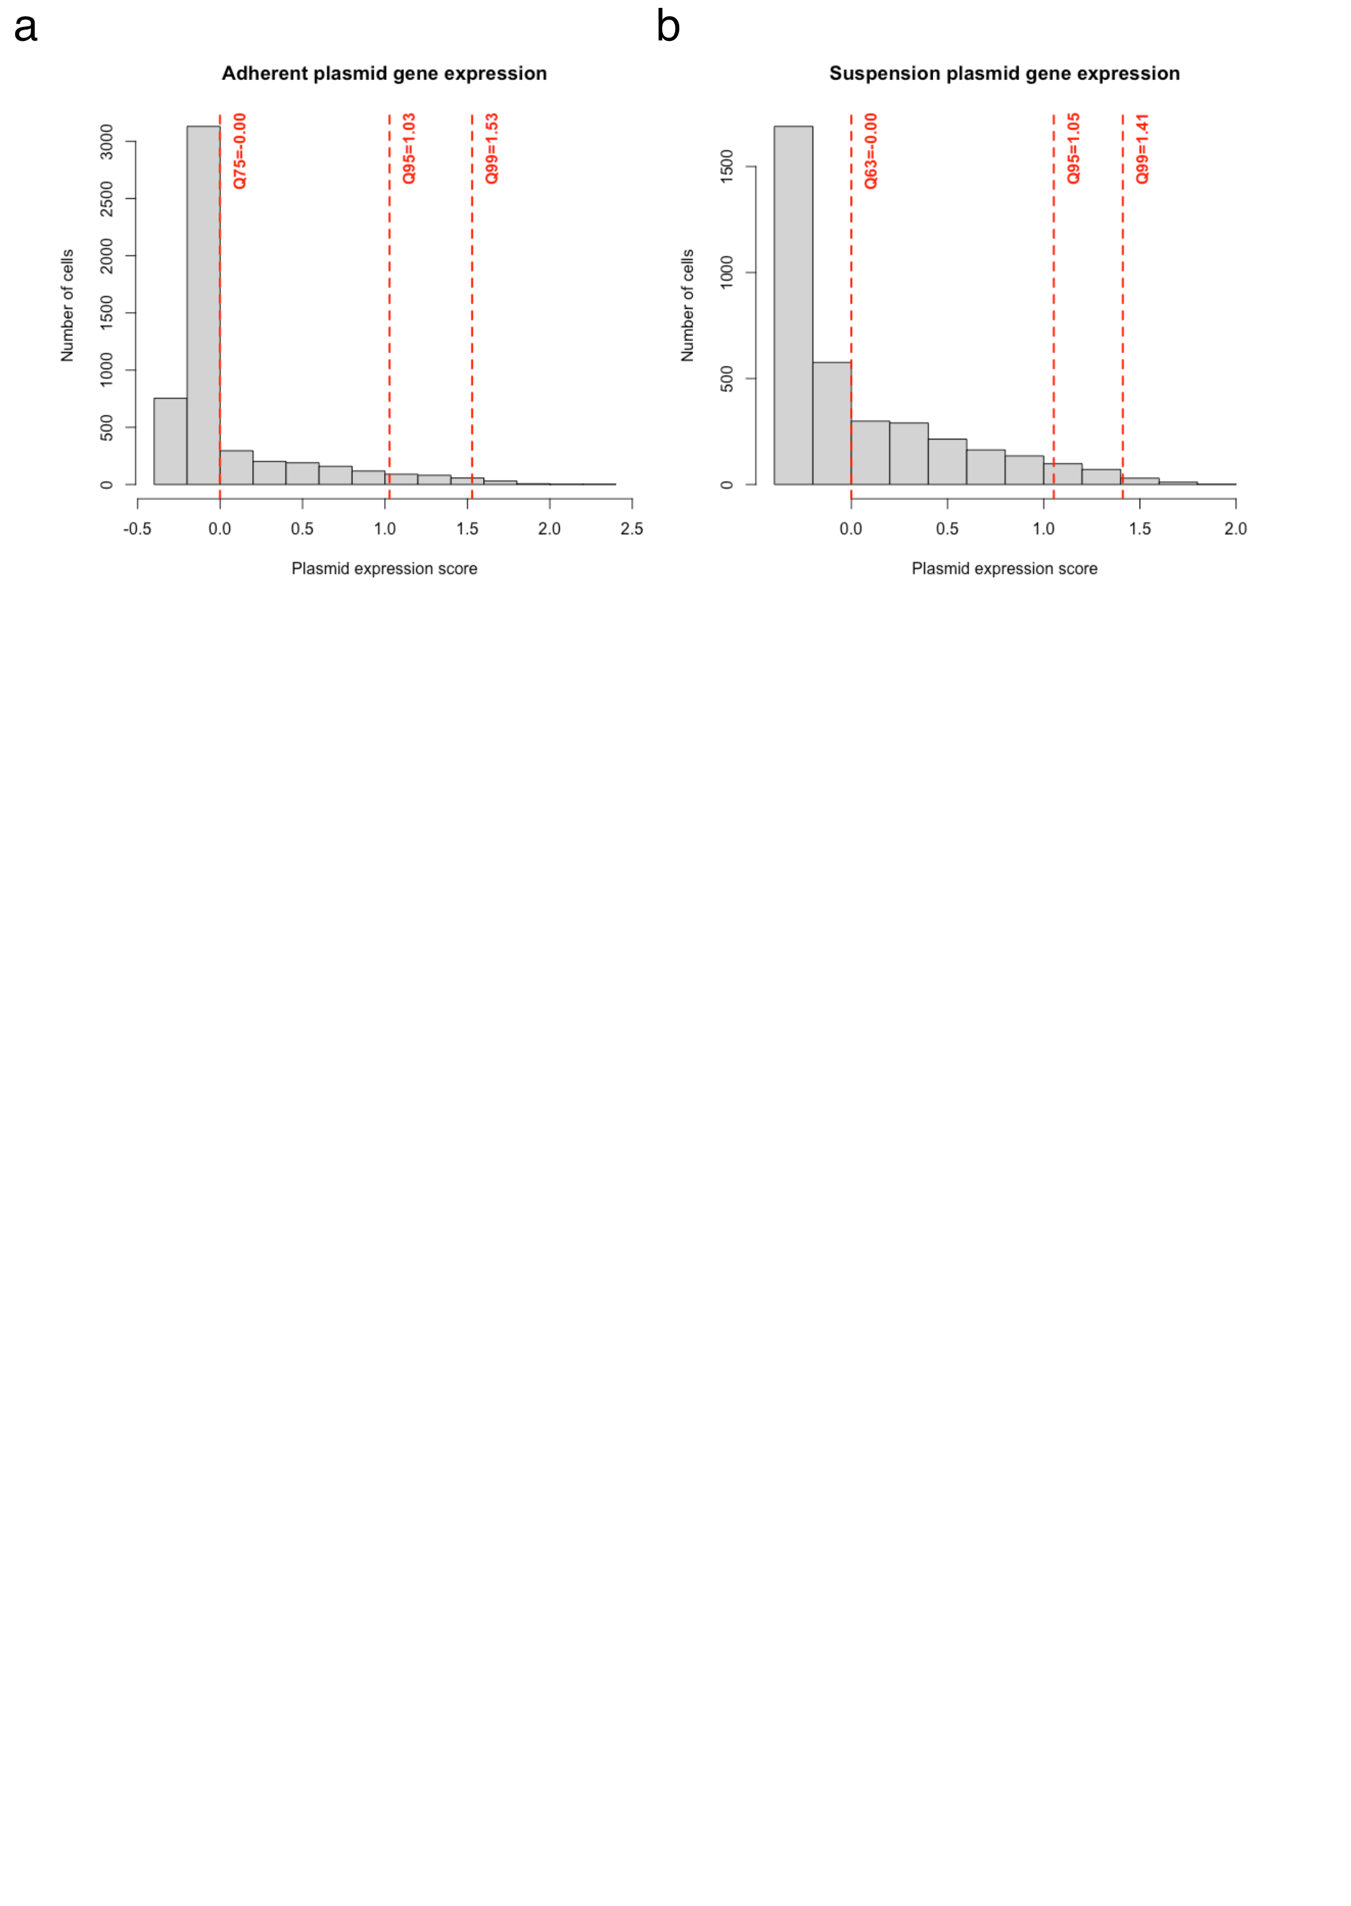 a
Adherent plasmid gene expression
Number of cells
0
500
1000
1500
2000
2500
3000
Q75=-0.00
Q95=1.03
Q99=1.53
-0.5 0.0 0.5 1.0 1.5 2.0 2.5
Plasmid expression score
b
Suspension plasmid gene expression
Number of cells
0
500
1000
1500
Q63=-0.00
Q95=1.05
Q99=1.41
0.0 0.5 1.0 1.5 2.0
Plasmid expression score